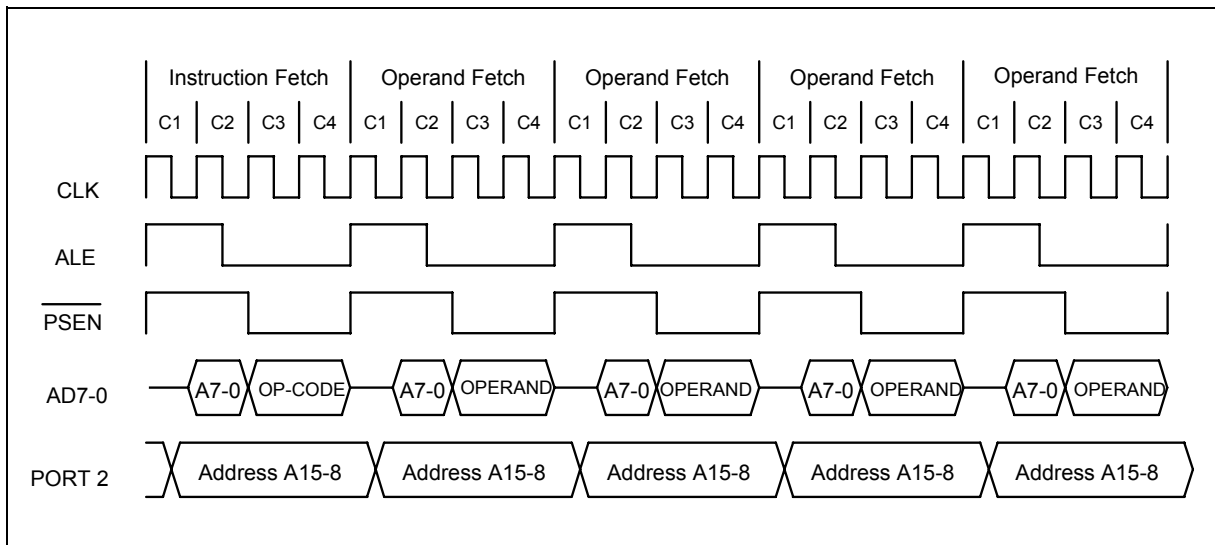 Instruction Fetch Operand Fetch Operand Fetch Operand Fetch Operand Fetch
C1 C2 C3 C4 C1 C2 C3 C4 C1 C2 C3 C4 C1 C2 C3 C4 C1 C2 C3 C4
CLK
ALE
PSEN
AD7-0 A7-0 OP-CODE A7-0 OPERAND A7-0 OPERAND A7-0 OPERAND A7-0 OPERAND
PORT 2 Address A15-8 Address A15-8 Address A15-8 Address A15-8 Address A15-8